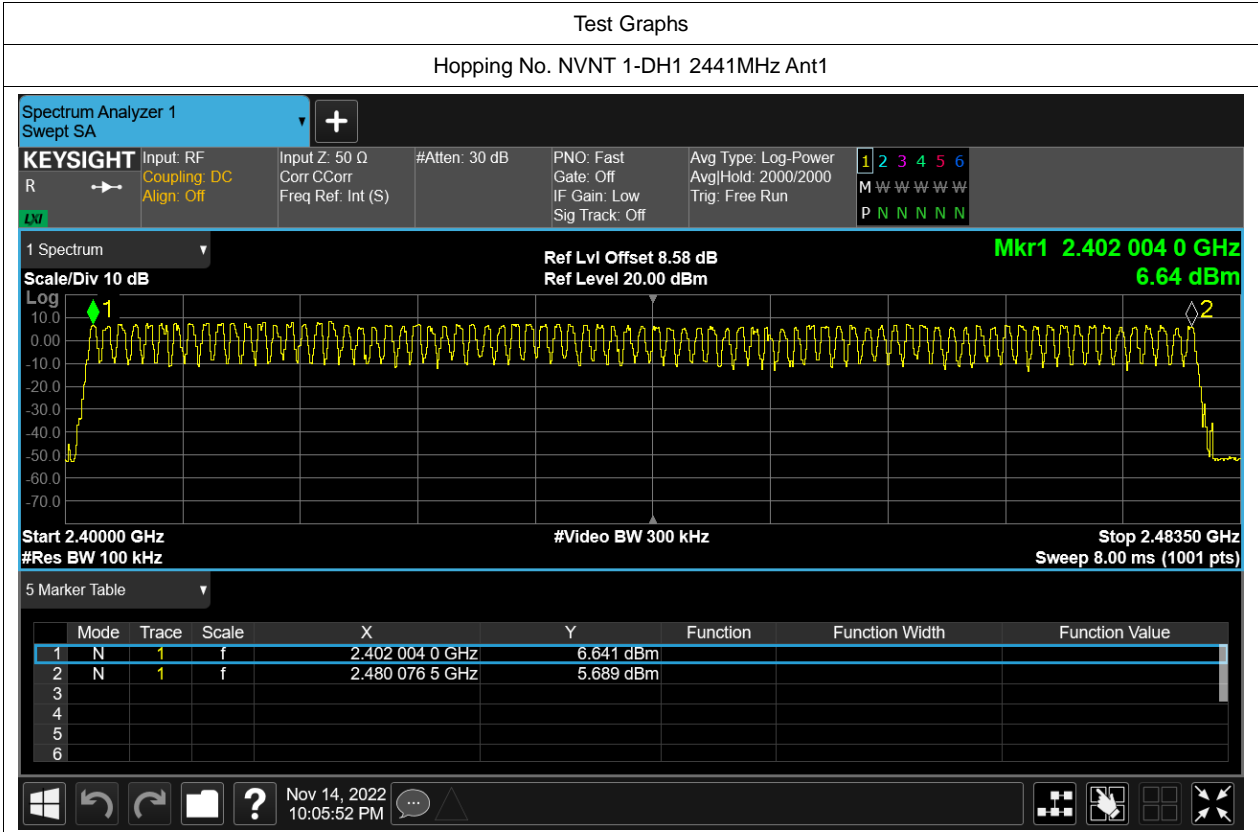 Test Graphs
Hopping No. NVNT 1-DH1 2441MHz Ant1
Spectrum Analyzer 1
Swept SA
+
KEYSIGHT
R
LXI
Input: RF
Coupling: DC
Align: Off
Input Z: 50 Ω
Corr CCorr
Freq Ref: Int (S)
#Atten: 30 dB
PNO: Fast
Gate: Off
IF Gain: Low
Sig Track: Off
Avg Type: Log-Power
Avg|Hold: 2000/2000
Trig: Free Run
1 2 3 4 5 6
M W W W W W
P N N N N N
1 Spectrum
Scale/Div 10 dB
Ref Lvl Offset 8.58 dB
Ref Level 20.00 dBm
Mkr1 2.402 004 0 GHz
6.64 dBm
Log
10.0
0.00
-10.0
-20.0
-30.0
-40.0
-50.0
-60.0
-70.0
1
2
Start 2.40000 GHz
#Res BW 100 kHz
#Video BW 300 kHz
Stop 2.48350 GHz
Sweep 8.00 ms (1001 pts)
5 Marker Table
Mode Trace Scale X Y Function Function Width Function Value
1 N 1 f 2.402 004 0 GHz 6.641 dBm
2 N 1 f 2.480 076 5 GHz 5.689 dBm
3
4
5
6
?
Nov 14, 2022
10:05:52 PM